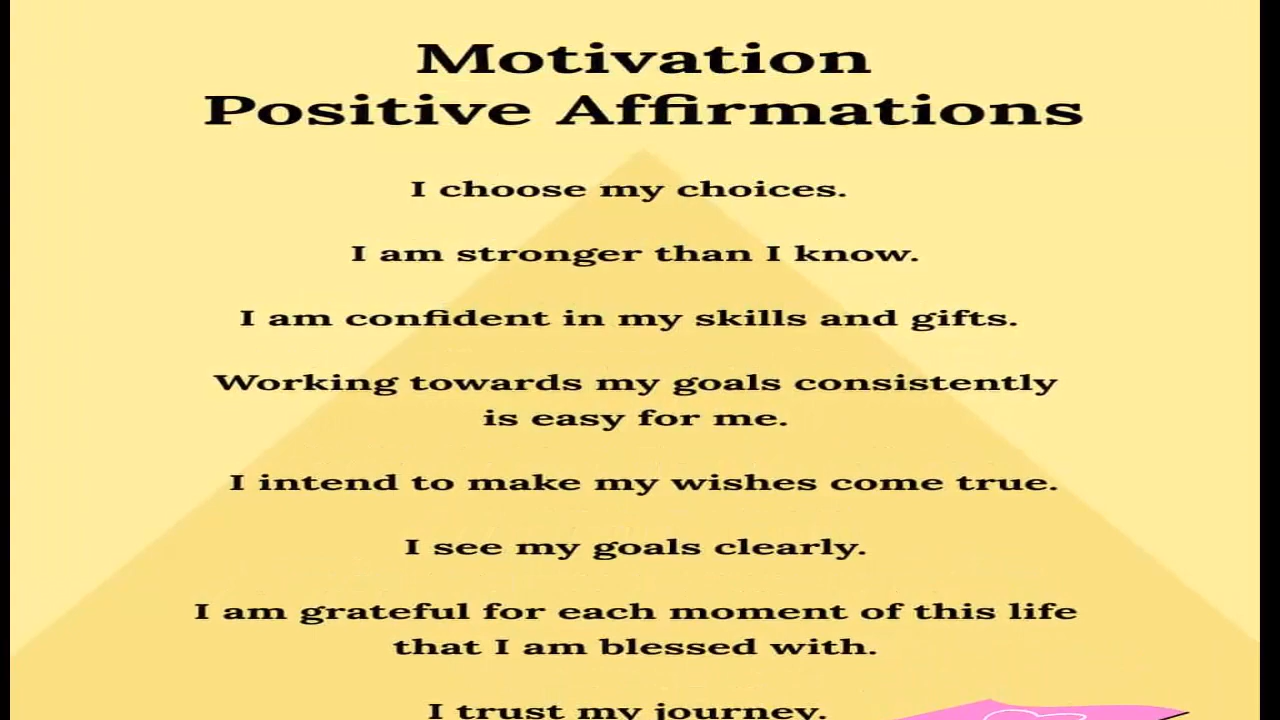 Motivation
Positive Affirmations
I choose my choices.
I am stronger than I know.
I am confident in my skills and gifts.
Working towards my goals consistently
is easy for me.
I intend to make my wishes come true.
I see my goals clearly.
I am grateful for each moment of this life
that I am blessed with.
I trust my journey.